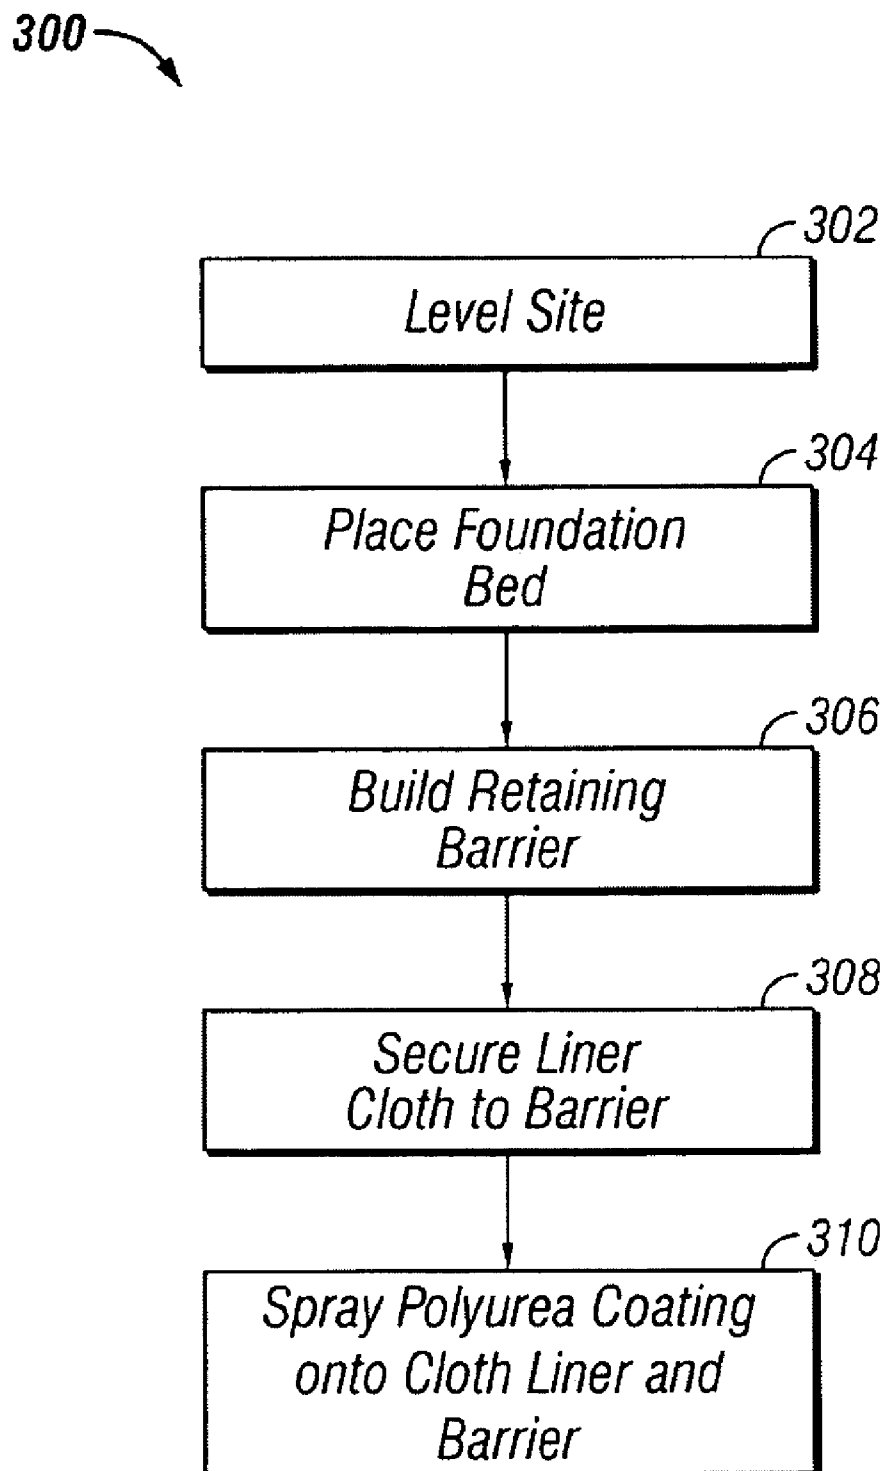 300
302
Level Site
304
Place Foundation
Bed
306
Build Retaining
Barrier
308
Secure Liner
Cloth to Barrier
310
Spray Polyurea Coating
onto Cloth Liner and
Barrier